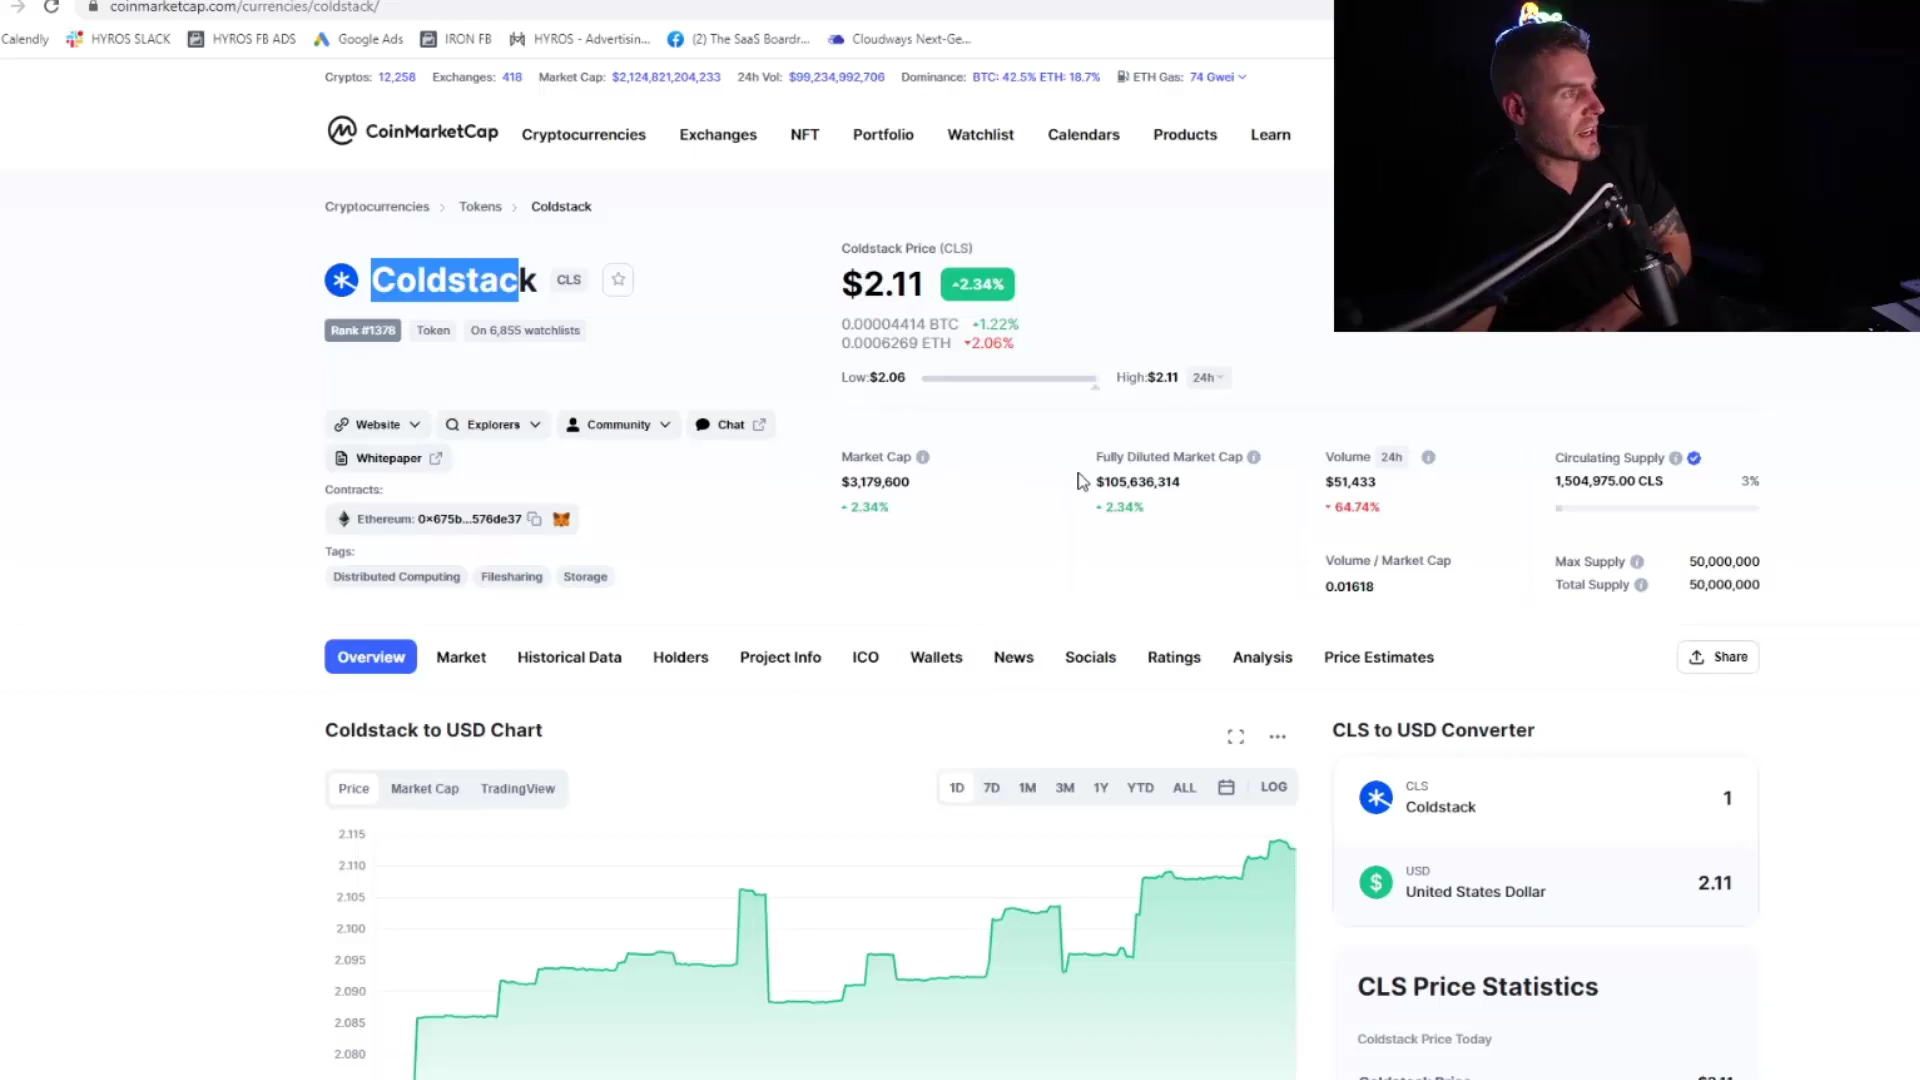 coinmarketcap.com/currencies/coldstack/
Calendly HYROS SLACK HYROS FB ADS Google Ads IRON FB HYROS - Advertisin... (2) The SaaS Boardr... Cloudways Next-Ge...
Cryptos: 12,258 Exchanges: 418 Market Cap: $2,124,821,204,233 24h Vol: $99,234,992,706 Dominance: BTC: 42.5% ETH: 18.7% ETH Gas: 74 Gwei
CoinMarketCap Cryptocurrencies Exchanges NFT Portfolio Watchlist Calendars Products Learn
Cryptocurrencies > Tokens > Coldstack
Coldstack CLS
Rank #1378 Token On 6,855 watchlists
Coldstack Price (CLS)
$2.11 2.34%
0.00004414 BTC 1.22%
0.0006269 ETH 2.06%
Low:$2.06 High:$2.11 24h
Website Explorers Community Chat
Whitepaper
Contracts:
Ethereum: 0x675b...576de37
Tags:
Distributed Computing Filesharing Storage
Market Cap
$3,179,600
2.34%
Fully Diluted Market Cap
$105,636,314
2.34%
Volume 24h
$51,433
64.74%
Volume / Market Cap
0.01618
Circulating Supply
1,504,975.00 CLS 3%
Max Supply 50,000,000
Total Supply 50,000,000
Overview Market Historical Data Holders Project Info ICO Wallets News Socials Ratings Analysis Price Estimates Share
Coldstack to USD Chart
Price Market Cap TradingView 1D 7D 1M 3M 1Y YTD ALL LOG
2.115
2.110
2.105
2.100
2.095
2.090
2.085
2.080
CLS to USD Converter
CLS
Coldstack 1
USD
United States Dollar 2.11
CLS Price Statistics
Coldstack Price Today
Coldstack Price $2.11